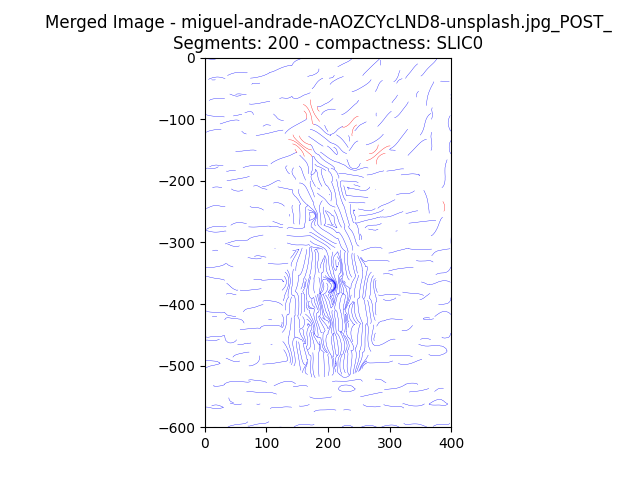 Merged Image - miguel-andrade-nAOZCYcLND8-unsplash.jpg_POST_
Segments: 200 - compactness: SLIC0
0
−100
−200
−300
−400
−500
−600
0 100 200 300 400